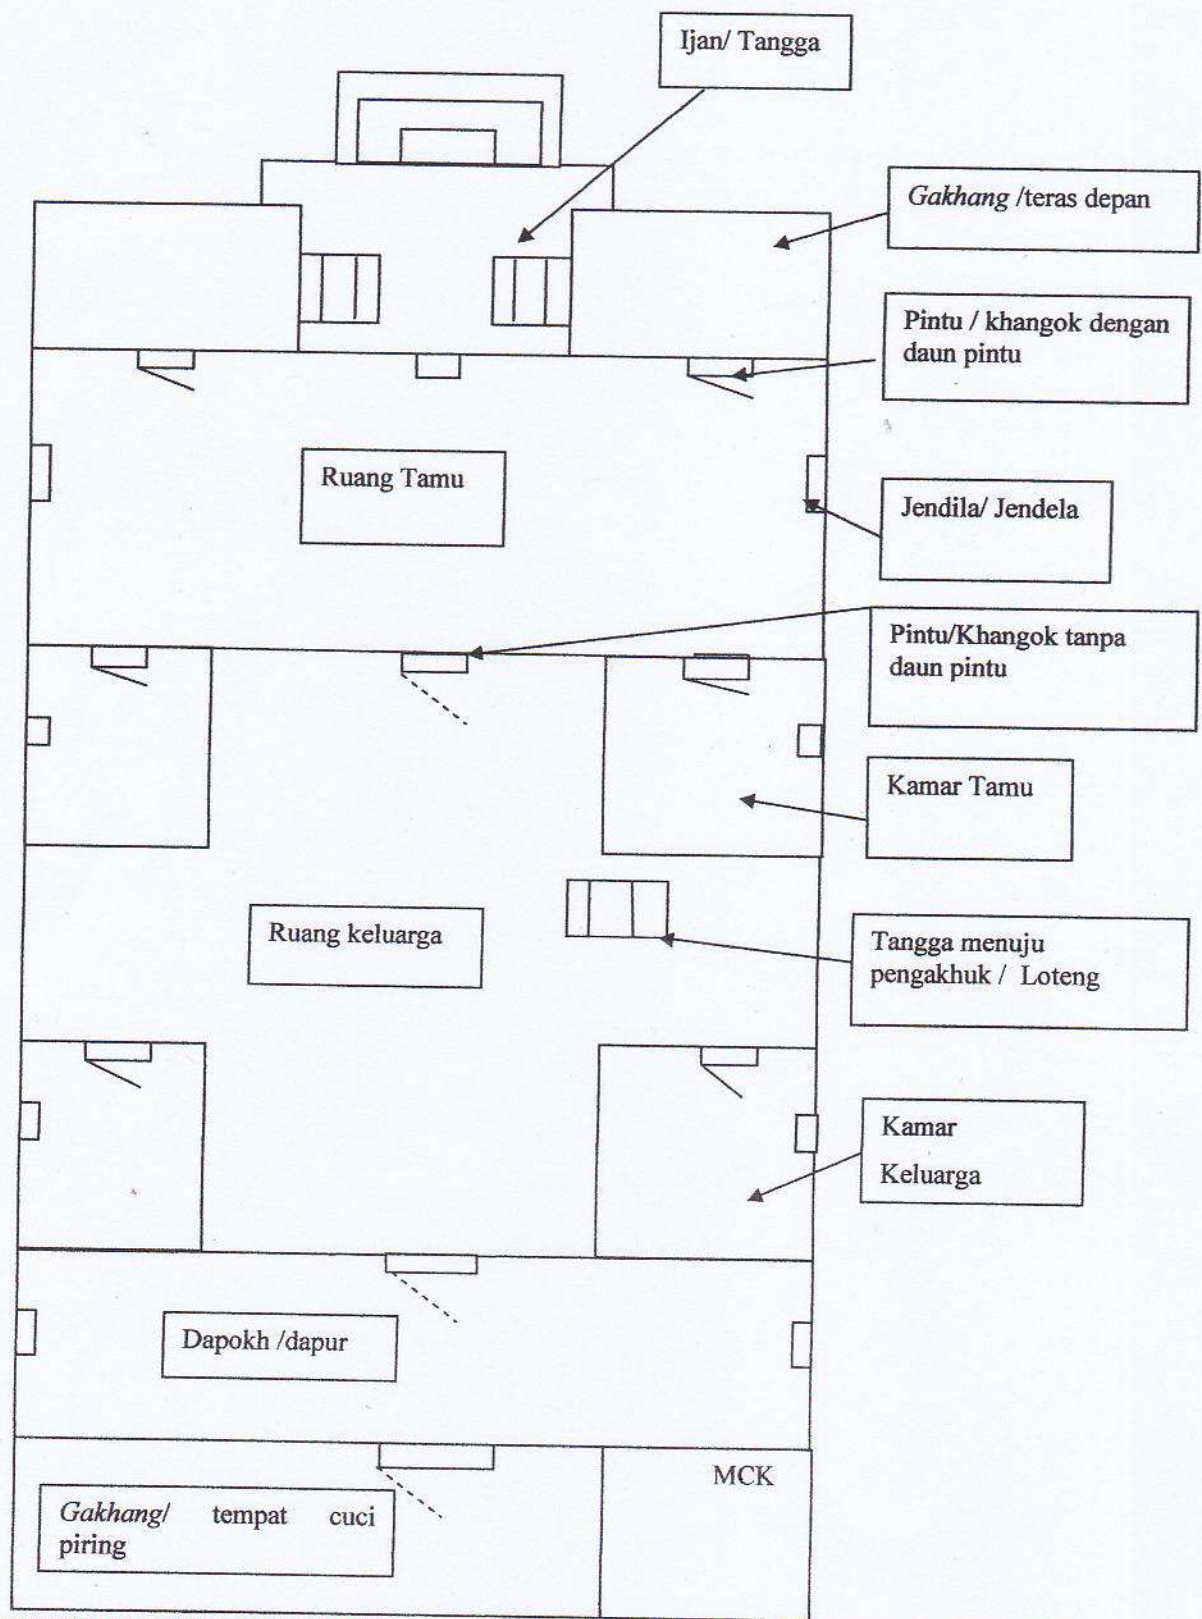 Ijan/ Tangga
Gakhang /teras depan
Pintu / khangok dengan
daun pintu
Ruang Tamu
Jendila/ Jendela
Pintu/Khangok tanpa
daun pintu
Kamar Tamu
Ruang keluarga
Tangga menuju
pengakhuk / Loteng
Kamar
Keluarga
Dapokh /dapur
MCK
Gakhang/ tempat cuci
piring